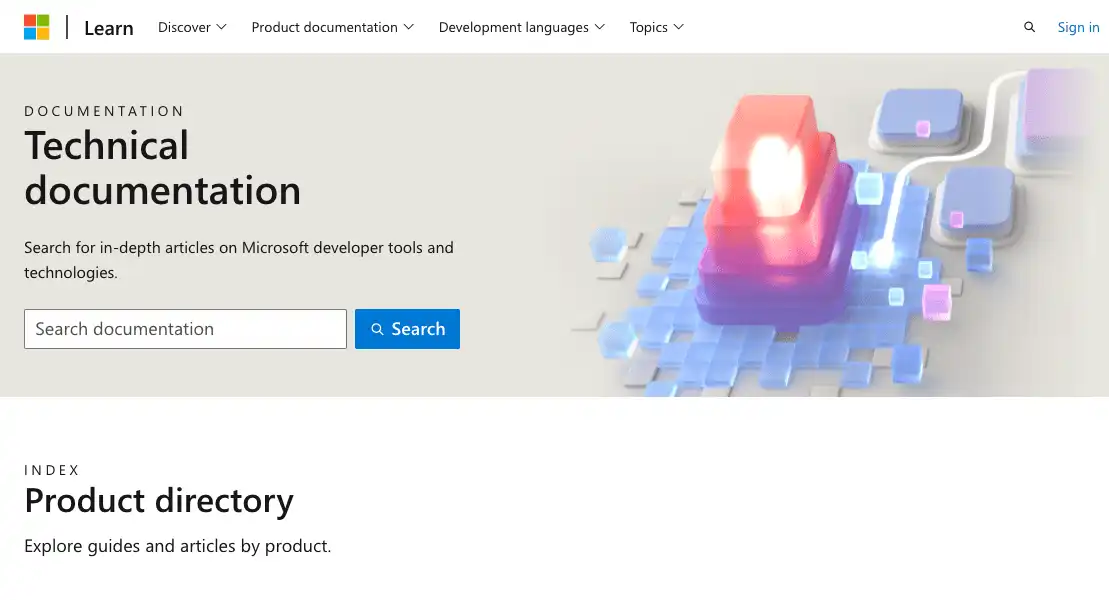 Learn Discover Product documentation Development languages Topics Sign in
DOCUMENTATION
Technical
documentation
Search for in-depth articles on Microsoft developer tools and
technologies.
Search documentation Search
INDEX
Product directory
Explore guides and articles by product.